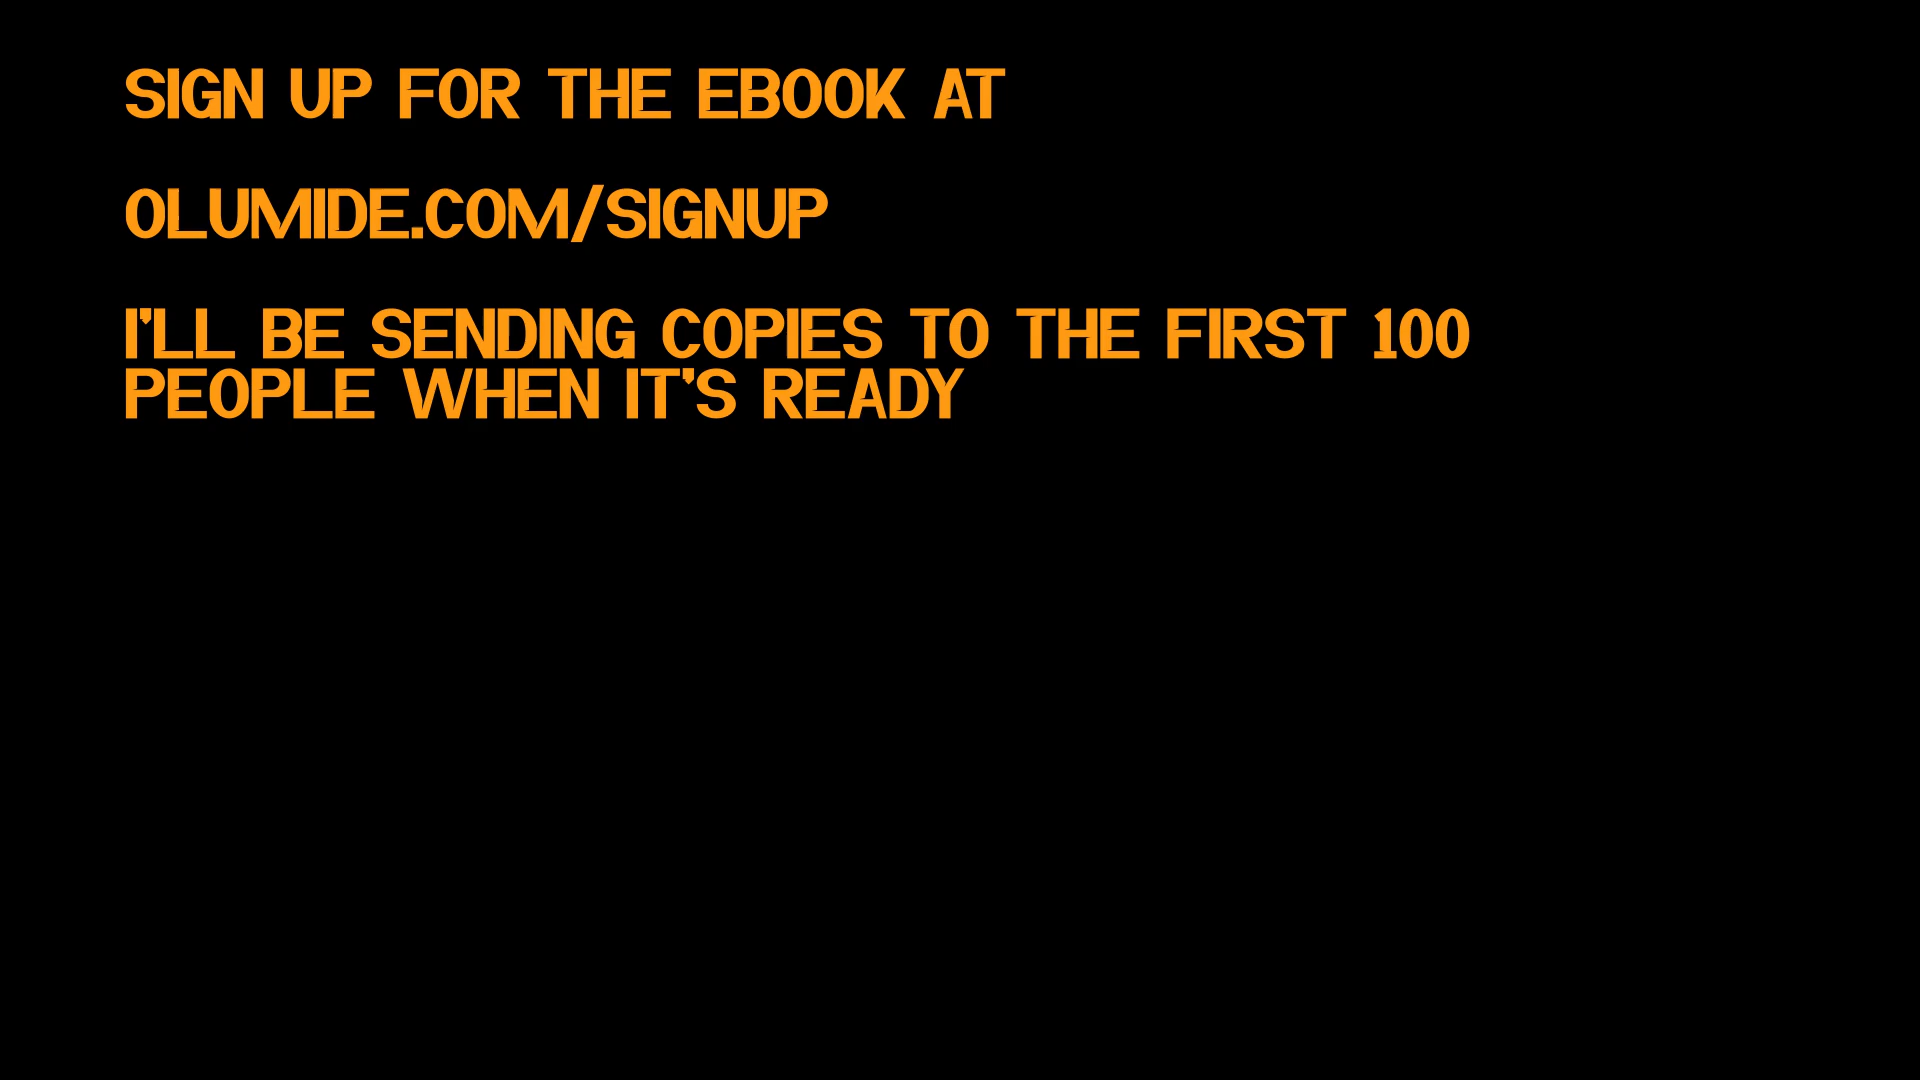 SIGN UP FOR THE EBOOK AT
OLUMIDE.COM/SIGNUP
I'LL BE SENDING COPIES TO THE FIRST 100
PEOPLE WHEN IT'S READY